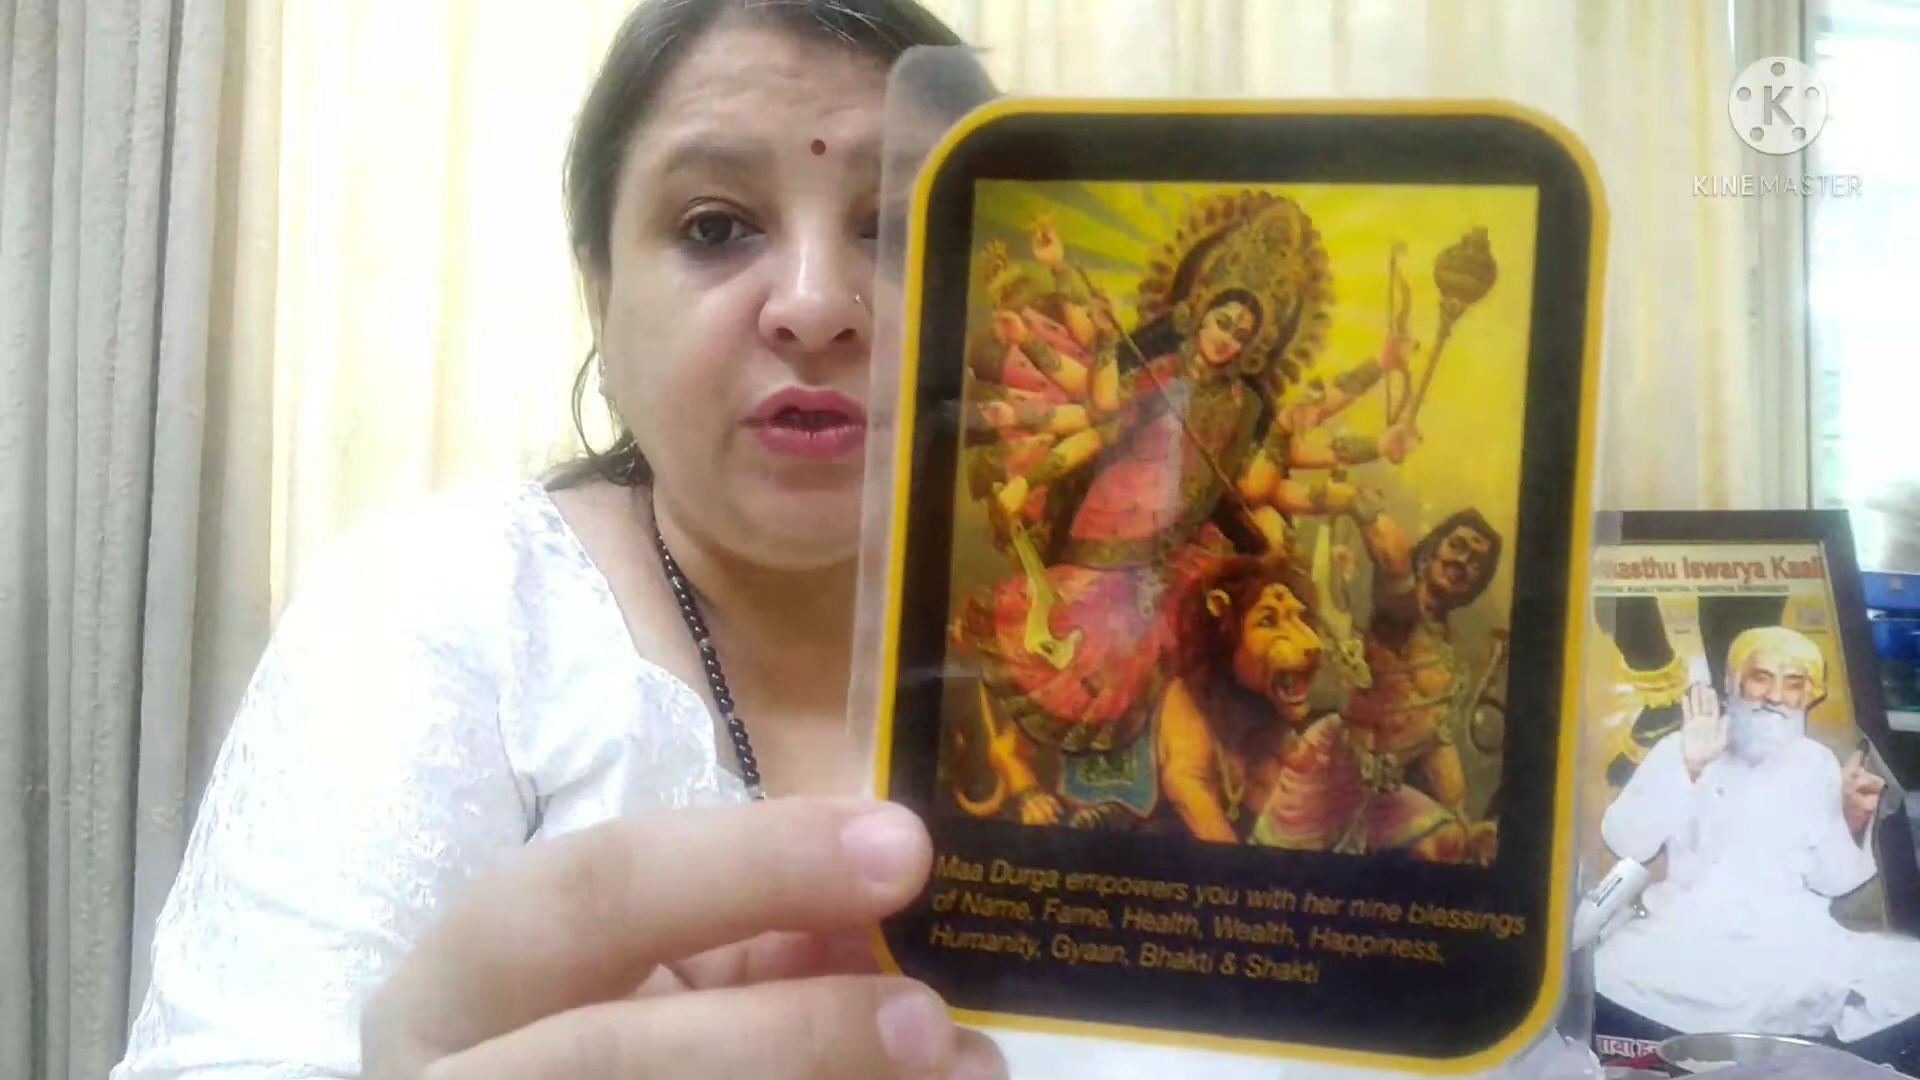 KINEMASTER
Maa Durga empowers you with her nine blessings
of Name, Fame, Health, Wealth, Happiness,
Humanity, Gyaan, Bhakti & Shakti
Iswarya Kaali